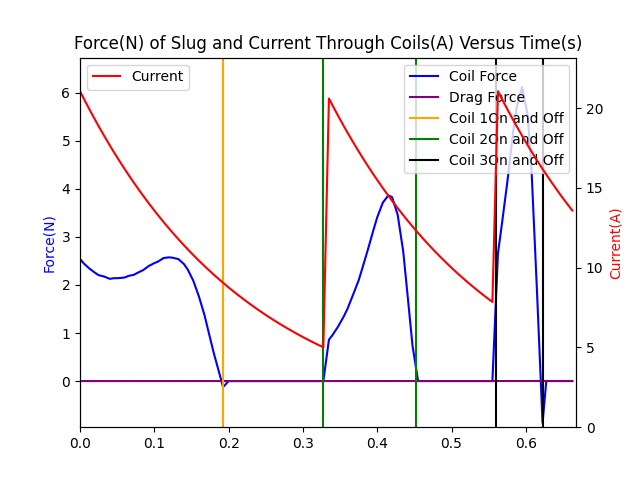 Force(N) of Slug and Current Through Coils(A) Versus Time(s)
Current
Coil Force
Drag Force
Coil 1On and Off
Coil 2On and Off
Coil 3On and Off
Force(N)
6
5
4
3
2
1
0
20
15
10
5
0
Current(A)
0.0 0.1 0.2 0.3 0.4 0.5 0.6